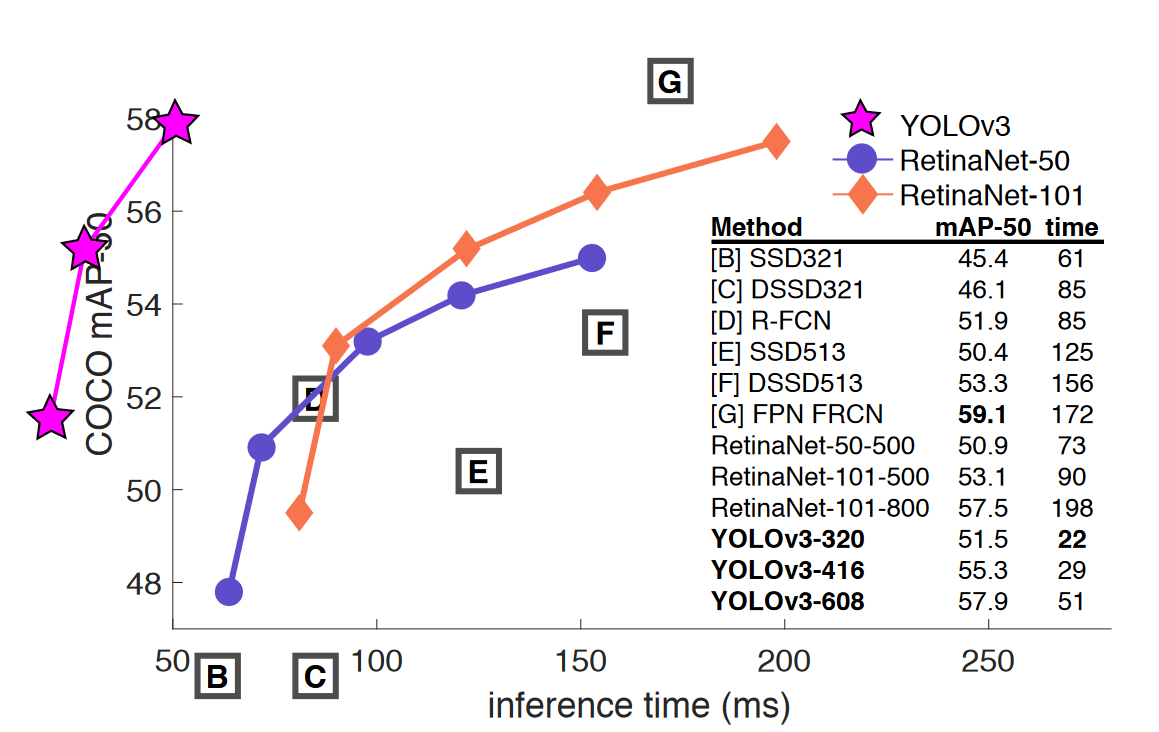 G
58
YOLOv3
RetinaNet-50
RetinaNet-101
56
COCO mAP-50
Method mAP-50 time
[B] SSD321 45.4 61
[C] DSSD321 46.1 85
[D] R-FCN 51.9 85
[E] SSD513 50.4 125
[F] DSSD513 53.3 156
[G] FPN FRCN 59.1 172
RetinaNet-50-500 50.9 73
RetinaNet-101-500 53.1 90
RetinaNet-101-800 57.5 198
YOLOv3-320 51.5 22
YOLOv3-416 55.3 29
YOLOv3-608 57.9 51
54
F
52
D
E
50
48
50 100 150 200 250
B C
inference time (ms)